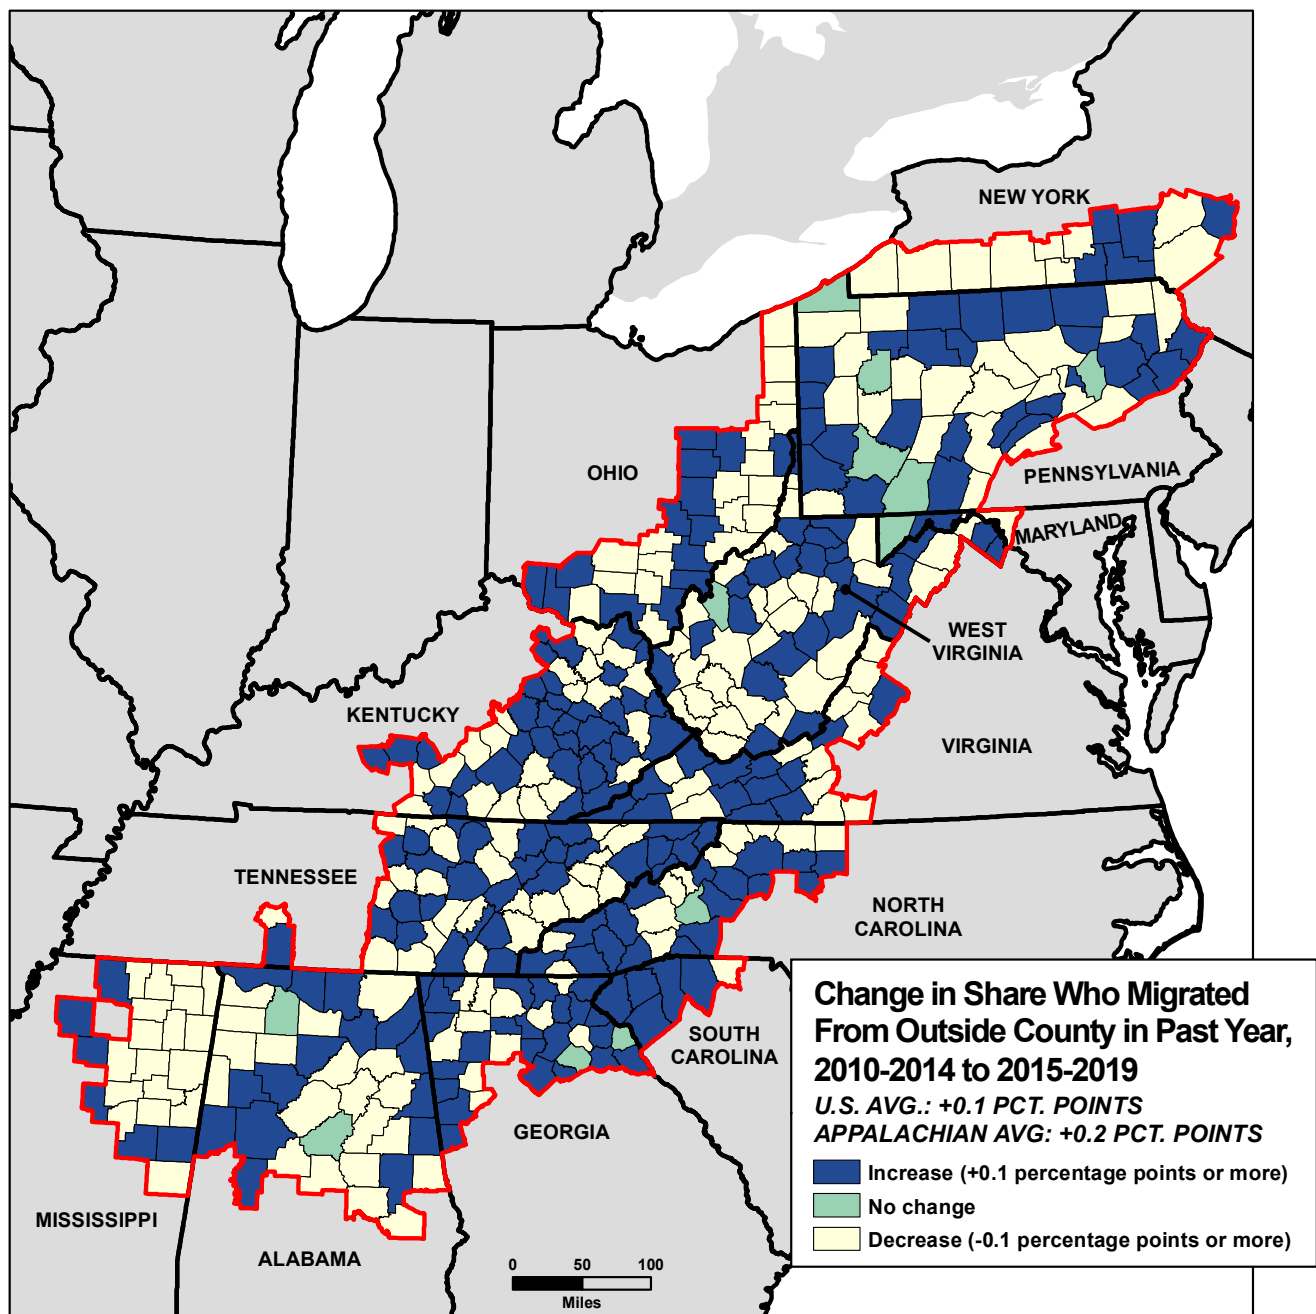 NEW YORK
OHIO
PENNSYLVANIA
MARYLAND
WEST
VIRGINIA
KENTUCKY
VIRGINIA
TENNESSEE
NORTH
CAROLINA
SOUTH
CAROLINA
GEORGIA
MISSISSIPPI
ALABAMA
0 50 100
Miles
Change in Share Who Migrated
From Outside County in Past Year,
2010-2014 to 2015-2019
U.S. AVG.: +0.1 PCT. POINTS
APPALACHIAN AVG: +0.2 PCT. POINTS
Increase (+0.1 percentage points or more)
No change
Decrease (-0.1 percentage points or more)